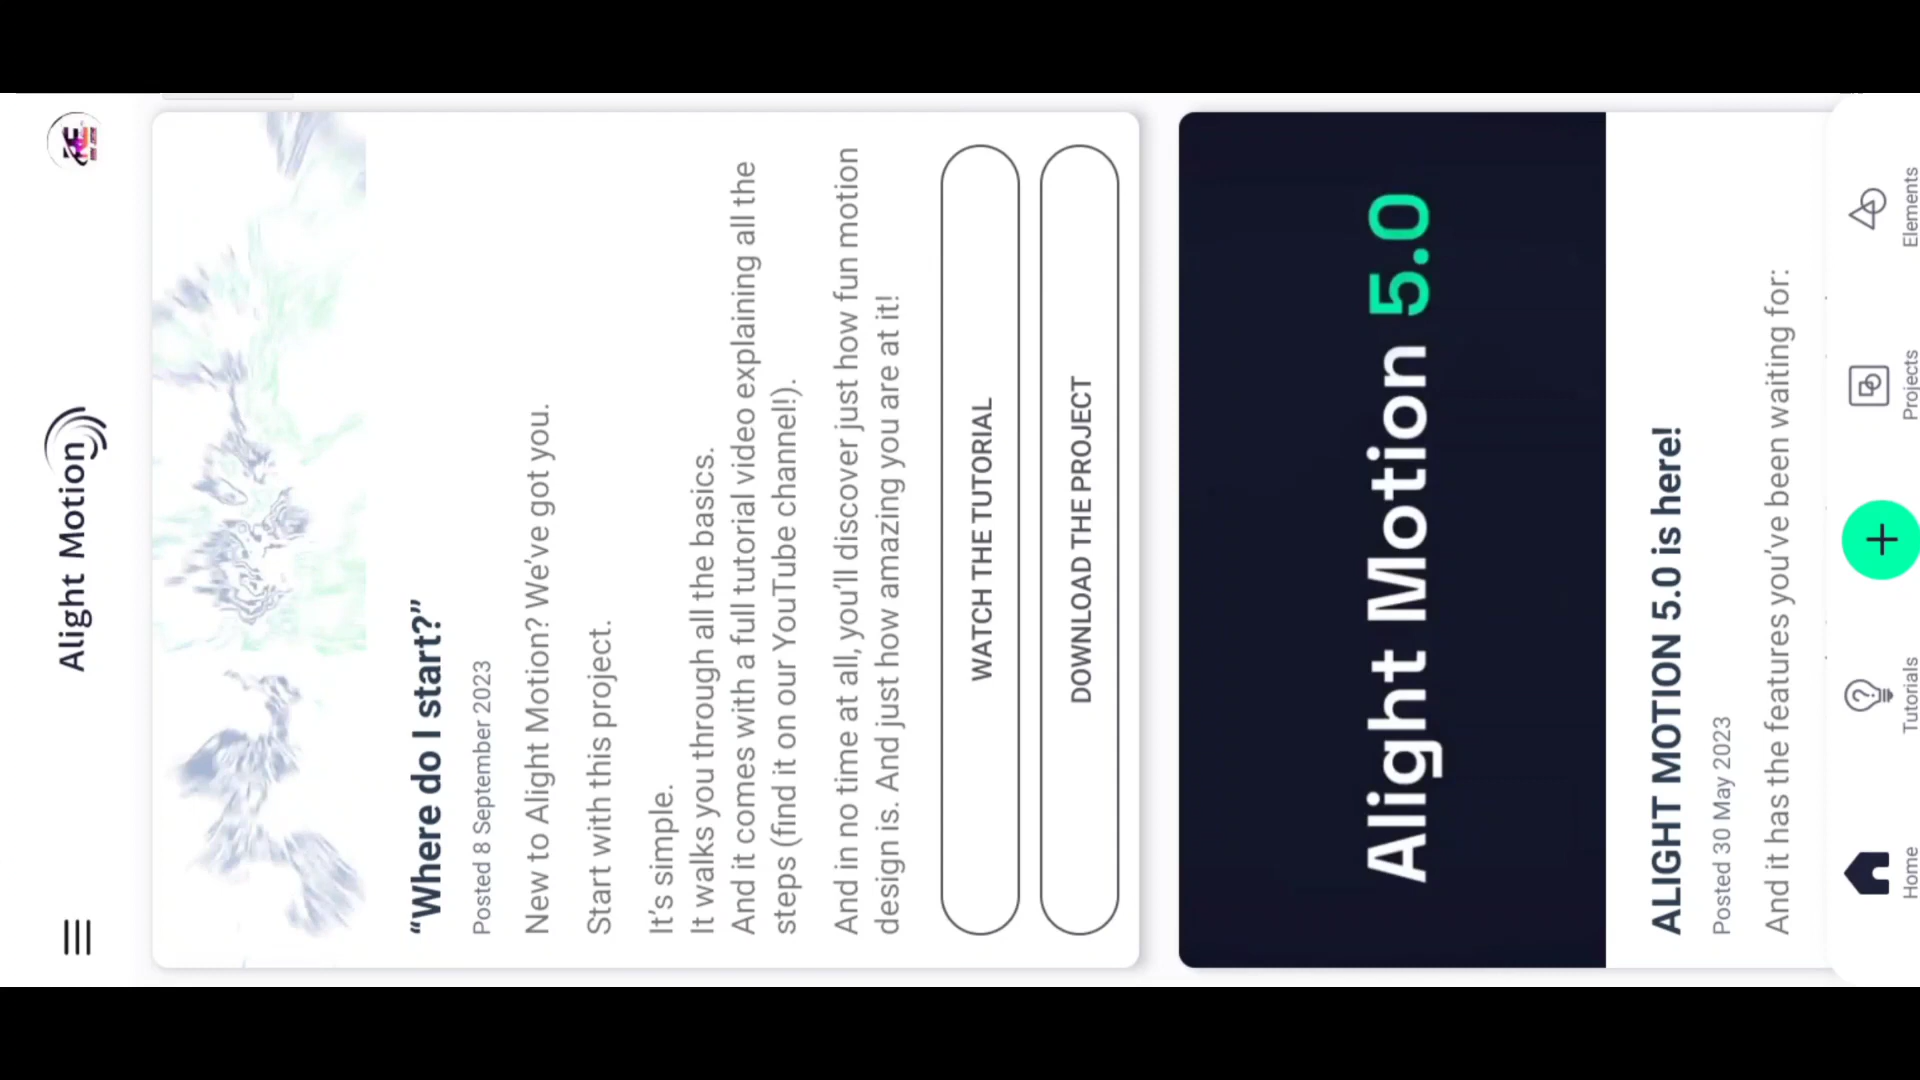 Alight Motion
“Where do I start?”
Posted 8 September 2023
New to Alight Motion? We’ve got you.
Start with this project.
It’s simple.
It walks you through all the basics.
And it comes with a full tutorial video explaining all the
steps (find it on our YouTube channel!).
And in no time at all, you’ll discover just how fun motion
design is. And just how amazing you are at it!
WATCH THE TUTORIAL
DOWNLOAD THE PROJECT
Alight Motion 5.0
ALIGHT MOTION 5.0 is here!
Posted 30 May 2023
And it has the features you’ve been waiting for:
Home
Tutorials
Projects
Elements